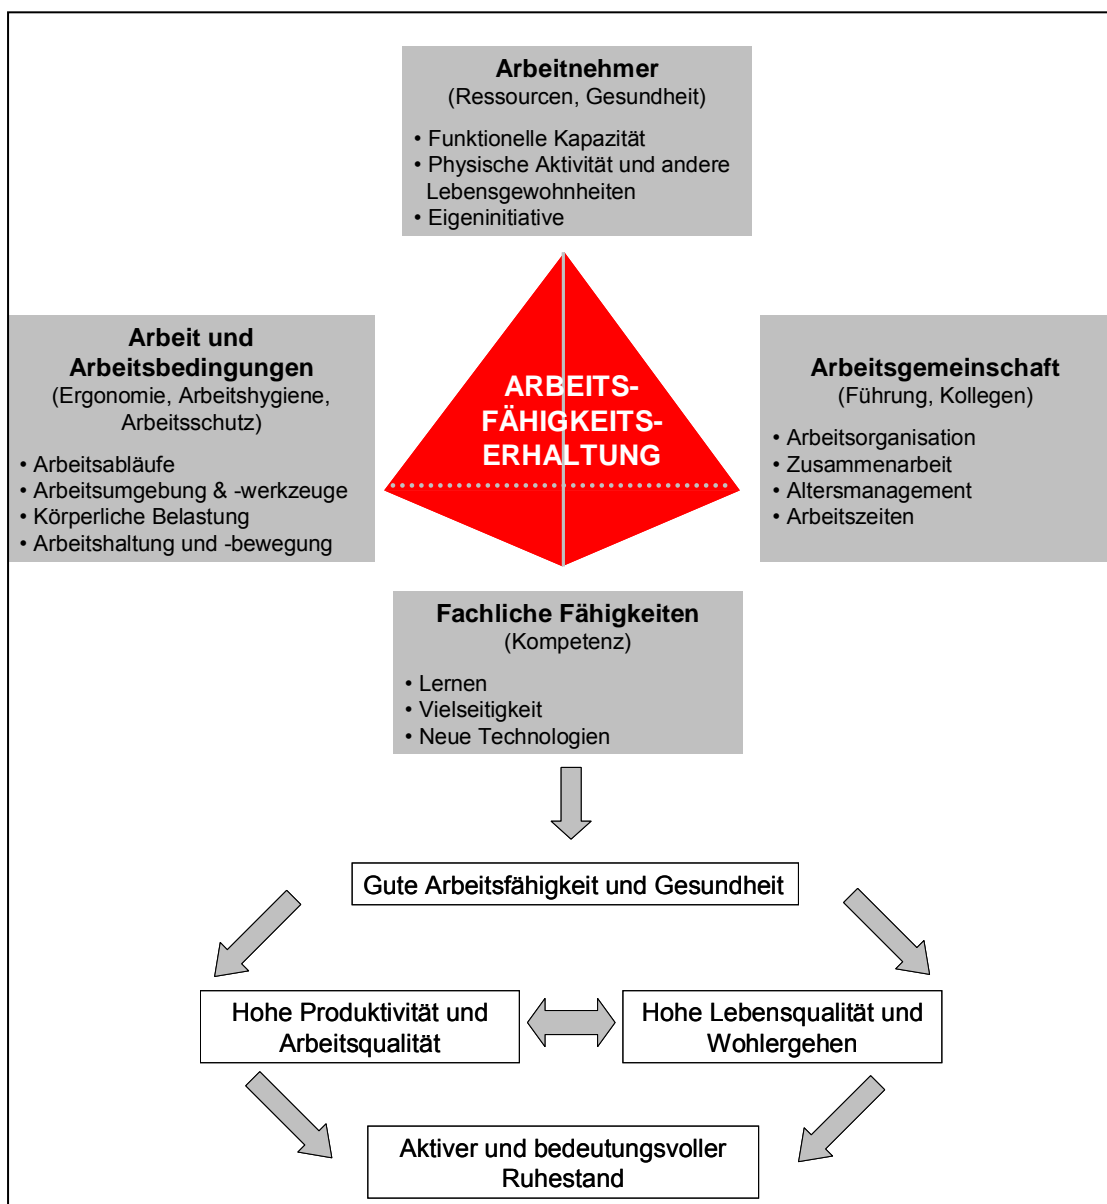 Arbeitnehmer
(Ressourcen, Gesundheit)
• Funktionelle Kapazität
• Physische Aktivität und andere
Lebensgewohnheiten
• Eigeninitiative
Arbeit und
Arbeitsbedingungen
(Ergonomie, Arbeitshygiene,
Arbeitsschutz)
• Arbeitsabläufe
• Arbeitsumgebung & -werkzeuge
• Körperliche Belastung
• Arbeitshaltung und -bewegung
ARBEITS-
FÄHIGKEITS-
ERHALTUNG
Arbeitsgemeinschaft
(Führung, Kollegen)
• Arbeitsorganisation
• Zusammenarbeit
• Altersmanagement
• Arbeitszeiten
Fachliche Fähigkeiten
(Kompetenz)
• Lernen
• Vielseitigkeit
• Neue Technologien
Gute Arbeitsfähigkeit und Gesundheit
Hohe Produktivität und
Arbeitsqualität
Hohe Lebensqualität und
Wohlergehen
Aktiver und bedeutungsvoller
Ruhestand